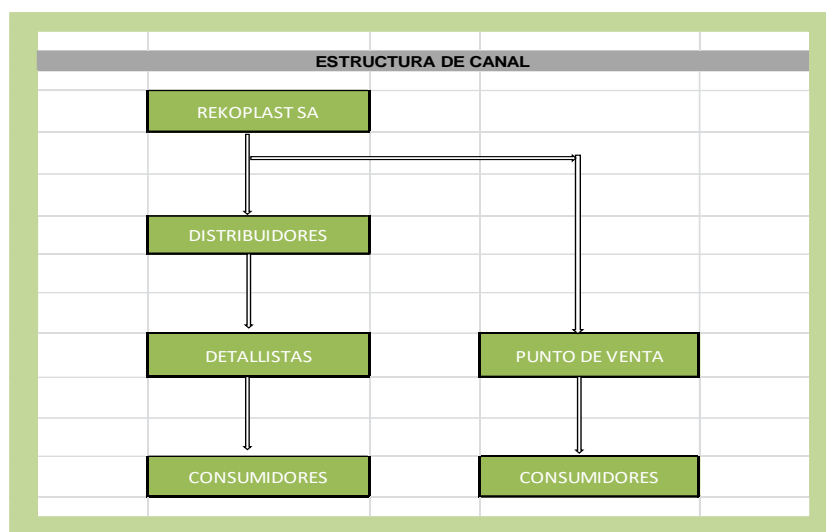 ESTRUCTURA DE CANAL
REKOPLAST SA
DISTRIBUIDORES
DETALLISTAS
PUNTO DE VENTA
CONSUMIDORES
CONSUMIDORES